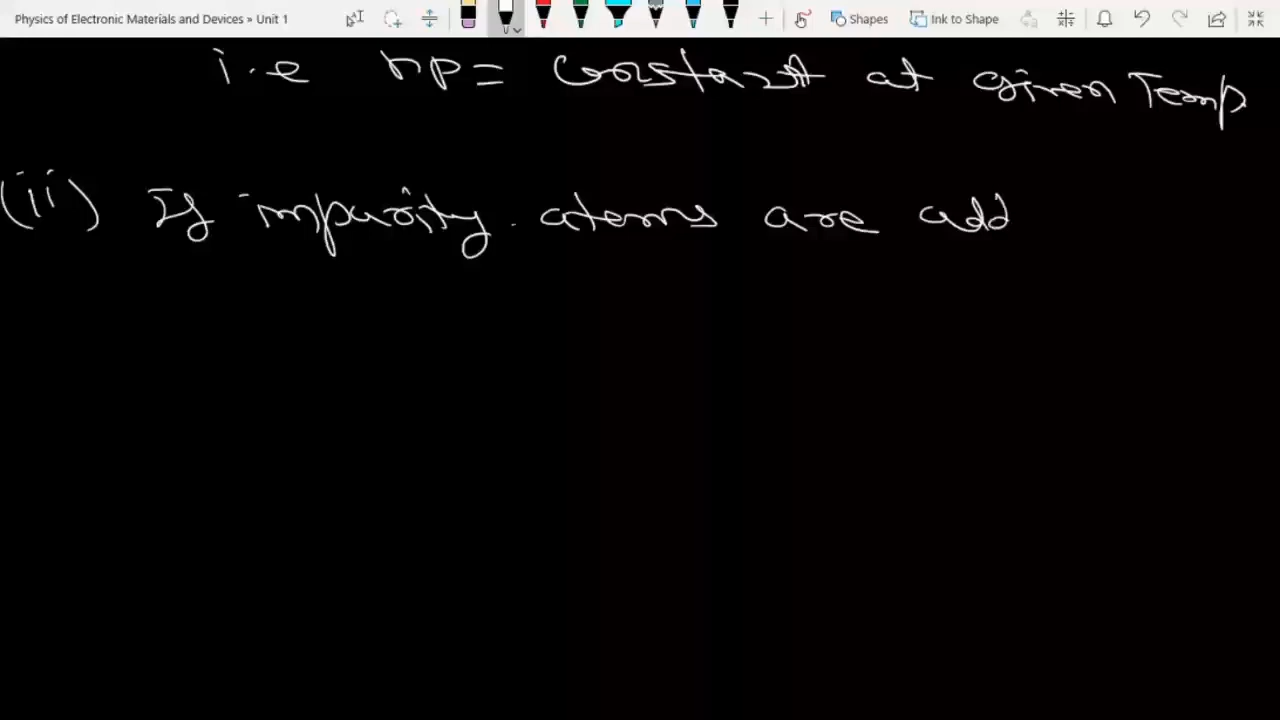 Physics of Electronic Materials and Devices » Unit 1
Shapes
Ink to Shape
i.e np = constant at given Temp
(ii) If impurity atoms are add